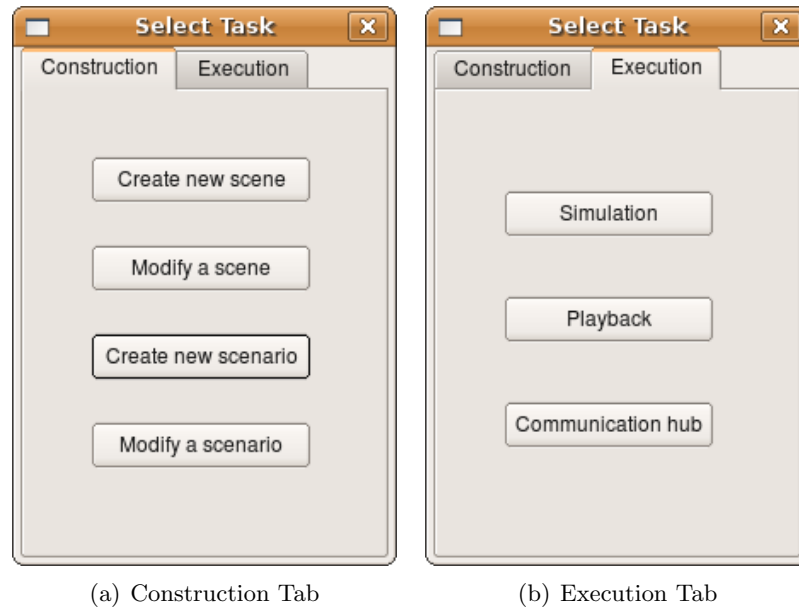 Select Task
Construction Execution
Create new scene
Modify a scene
Create new scenario
Modify a scenario
(a) Construction Tab
Select Task
Construction Execution
Simulation
Playback
Communication hub
(b) Execution Tab